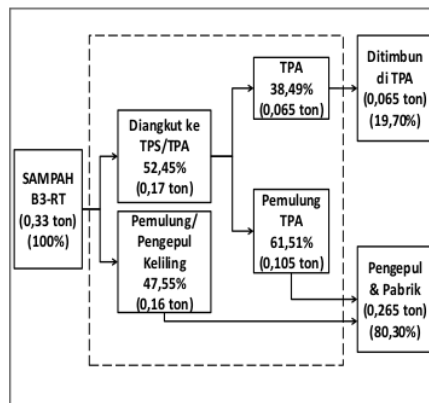 SAMPAH
B3-RT
(0,33 ton)
(100%)
Diangkut ke
TPS/TPA
52,45%
(0,17 ton)
Pemulung/
Pengepul
Keliling
47,55%
(0,16 ton)
TPA
38,49%
(0,065 ton)
Pemulung
TPA
61,51%
(0,105 ton)
Ditimbun
di TPA
(0,065 ton)
(19,70%)
Pengepul
& Pabrik
(0,265 ton)
(80,30%)